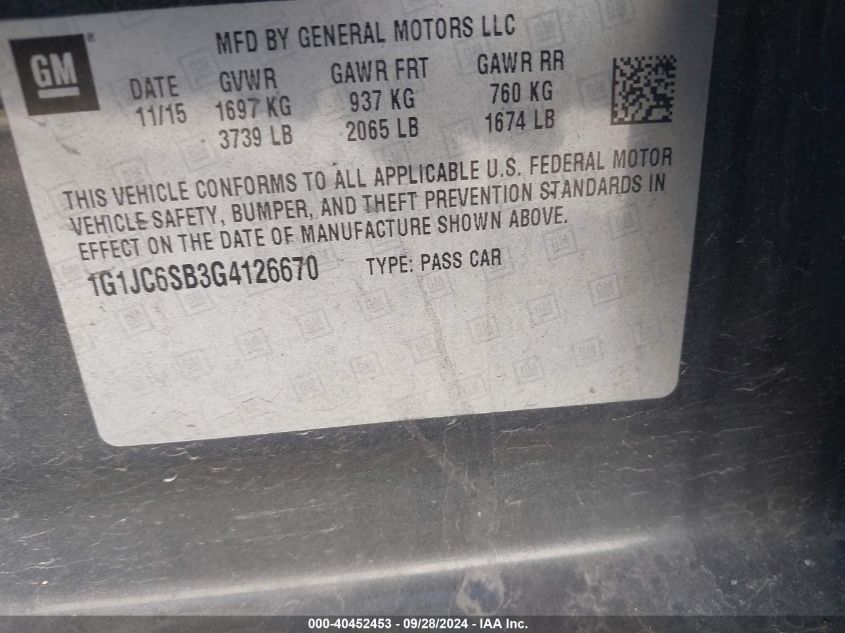 GM®
MFD BY GENERAL MOTORS LLC
DATE GVWR GAWR FRT GAWR RR
11/15 1697 KG 937 KG 760 KG
3739 LB 2065 LB 1674 LB
THIS VEHICLE CONFORMS TO ALL APPLICABLE U.S. FEDERAL MOTOR
VEHICLE SAFETY, BUMPER, AND THEFT PREVENTION STANDARDS IN
EFFECT ON THE DATE OF MANUFACTURE SHOWN ABOVE.
1G1JC6SB3G4126670 TYPE: PASS CAR
000-40452453 - 09/28/2024 - IAA Inc.